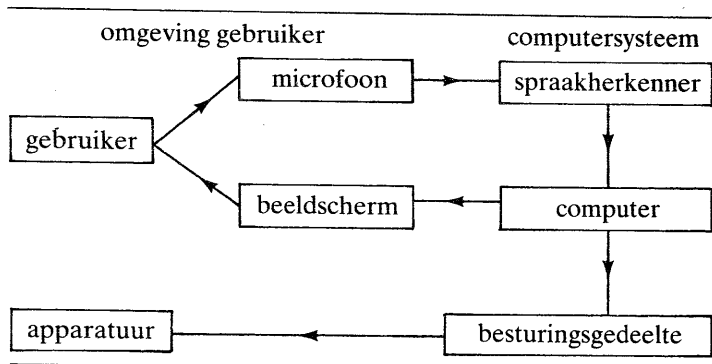 omgeving gebruiker
computersysteem
microfoon
spraakherkenner
gebruiker
beeldscherm
computer
apparatuur
besturingsgedeelte